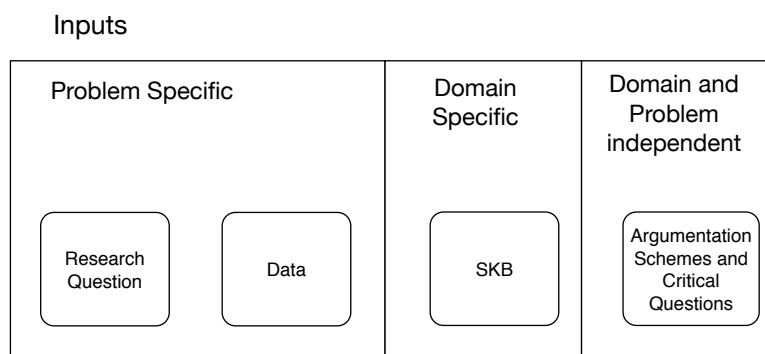 Inputs
Problem Specific
Domain
Specific
Domain and
Problem
independent
Research
Question
Data
SKB
Argumentation
Schemes and
Critical
Questions